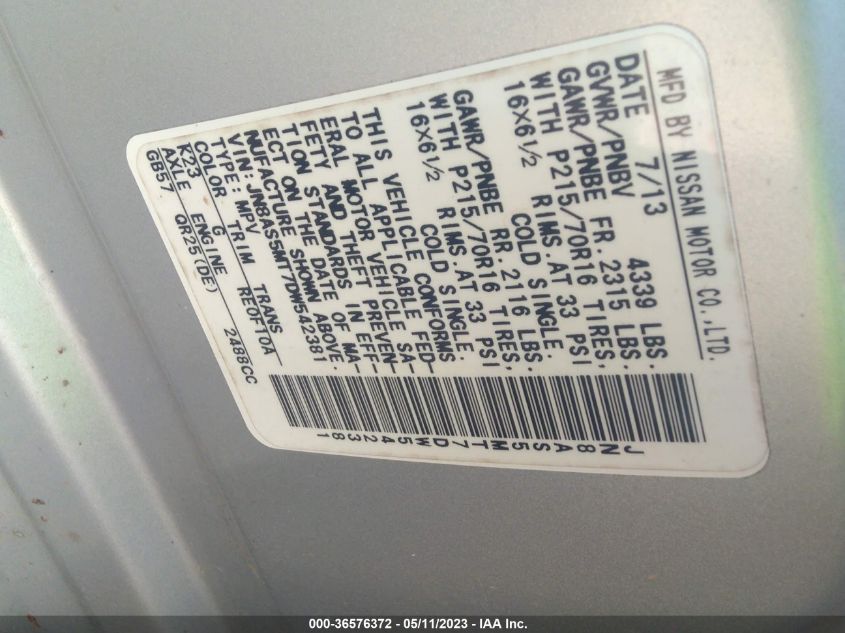 MFD BY NISSAN MOTOR CO.,LTD.
DATE 7/13
GVWR/PNBV 4339 LBS.
GAWR/PNBE FR. 2315 LBS.
WITH P215/70R16 TIRES,
16X6½ RIMS.AT 33 PSI
COLD SINGLE.
GAWR/PNBE RR. 2116 LBS.
WITH P215/70R16 TIRES,
16X6½ RIMS.AT 33 PSI
COLD SINGLE.
THIS VEHICLE CONFORMS
TO ALL APPLICABLE FED-
ERAL MOTOR VEHICLE SA-
FETY AND THEFT PREVEN-
TION STANDARDS IN EFF-
ECT ON THE DATE OF MA-
NUFACTURE SHOWN ABOVE.
VIN:JN8AS5MT7DW542381
TYPE: MPV
COLOR TRIM TRANS
K23 G RE0F10A
AXLE ENGINE
GB57 QR25(DE) 2488CC
JN8AS5MT7DW542381
000-36576372 - 05/11/2023 - IAA Inc.